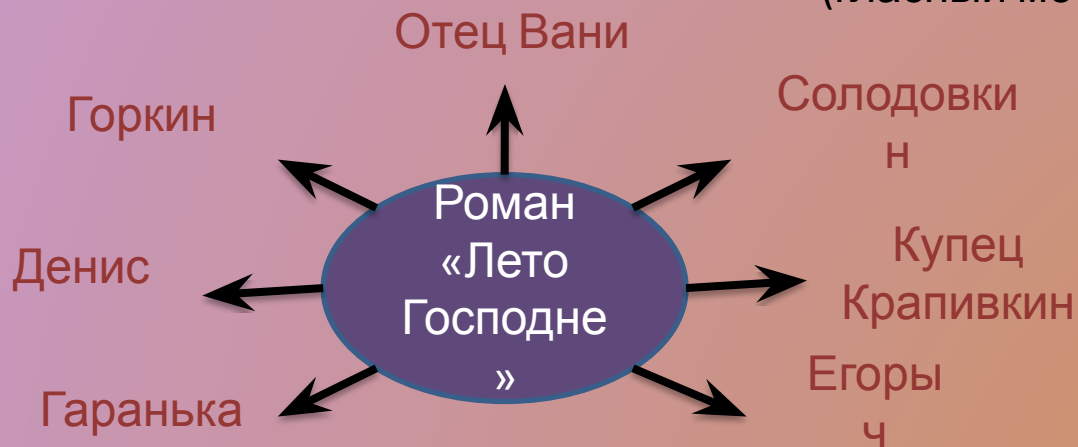 Отец Вани
Горкин
Солодовки
н
Роман
«Лето
Господне
»
Денис
Купец
Крапивкин
Гаранька
Егоры
ч